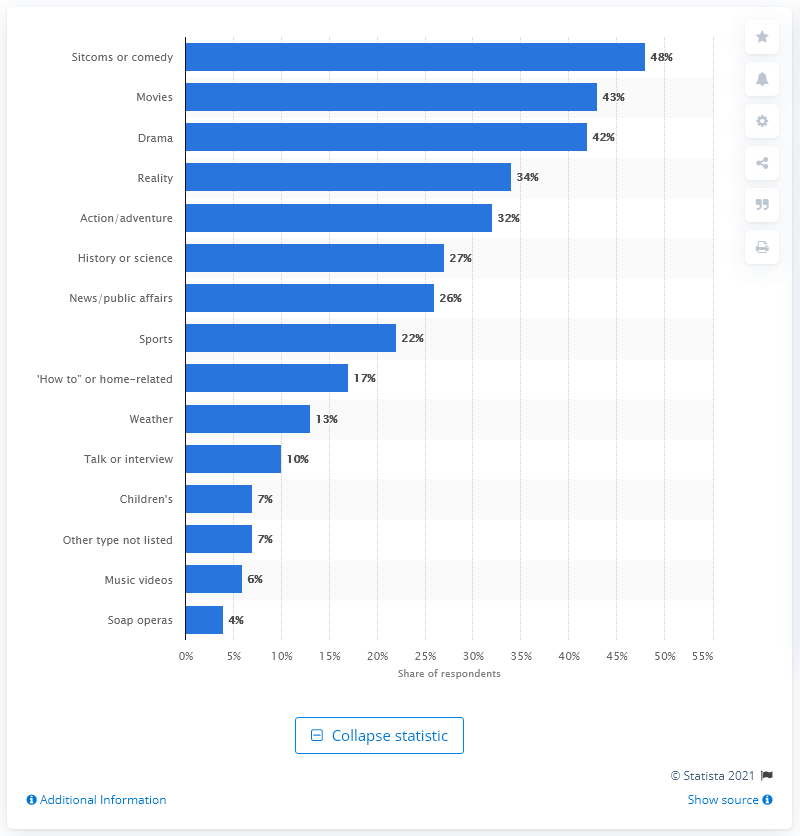 Sitcoms or comedy 48%
Movies 43%
Drama 42%
Reality 34%
Action/adventure 32%
History or science 27%
News/public affairs 26%
Sports 22%
'How to" or home-related 17%
Weather 13%
Talk or interview 10%
Children's 7%
Other type not listed 7%
Music videos 6%
Soap operas 4%
0% 5% 10% 15% 20% 25% 30% 35% 40% 45% 50% 55%
Share of respondents
Collapse statistic
© Statista 2021
Additional Information Show source